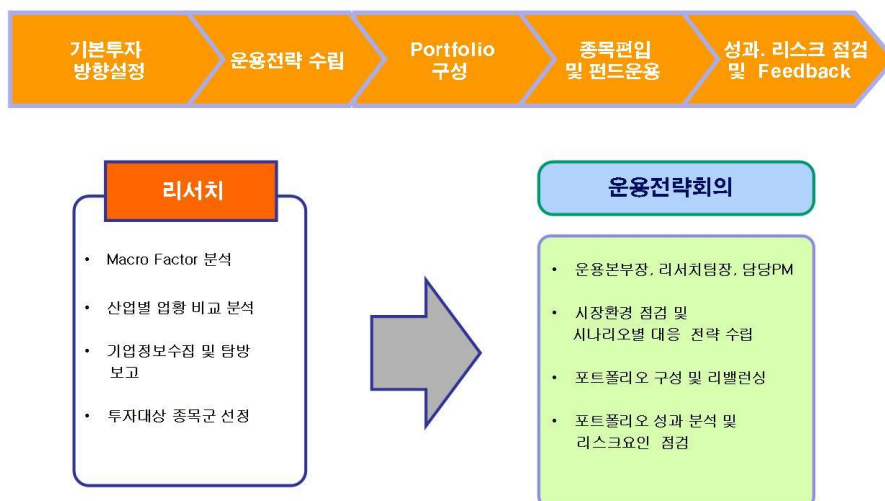 기본투자
방향설정
운용전략 수립
Portfolio
구성
종목편입
및 펀드운용
성과. 리스크 점검
및 Feedback
리서치
• Macro Factor 분석
• 산업별 업황 비교 분석
• 기업정보수집 및 탐방
보고
• 투자대상 종목군 선정
운용전략회의
• 운용본부장, 리서치팀장, 담당PM
• 시장환경 점검 및
시나리오별 대응 전략 수립
• 포트폴리오 구성 및 리밸런싱
• 포트폴리오 성과 분석 및
리스크요인 점검